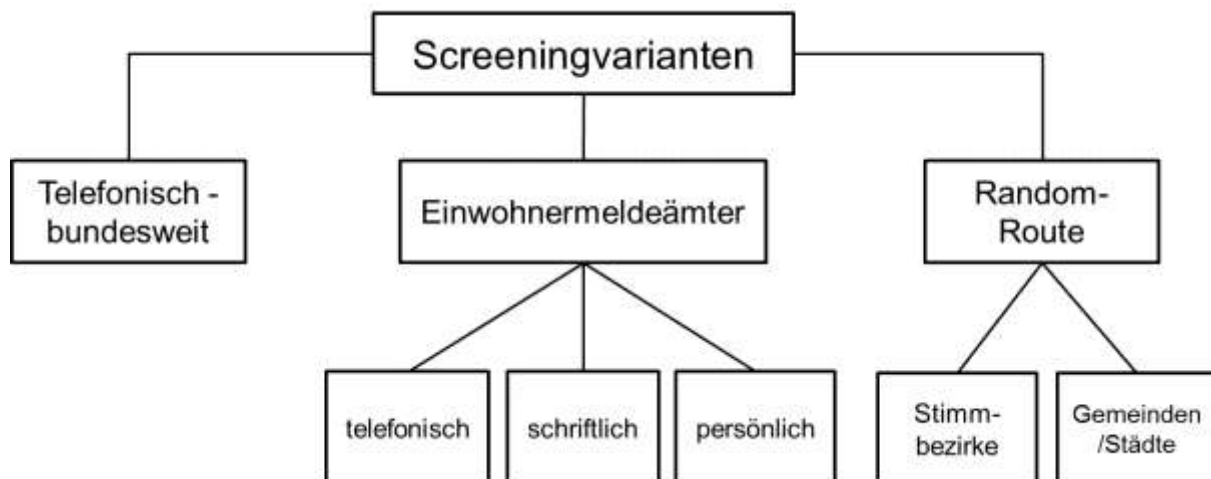 Screeningvarianten
Telefonisch -
bundesweit
Einwohnermeldeämter
Random-
Route
telefonisch
schriftlich
persönlich
Stimm-
bezirke
Gemeinden
/Städte